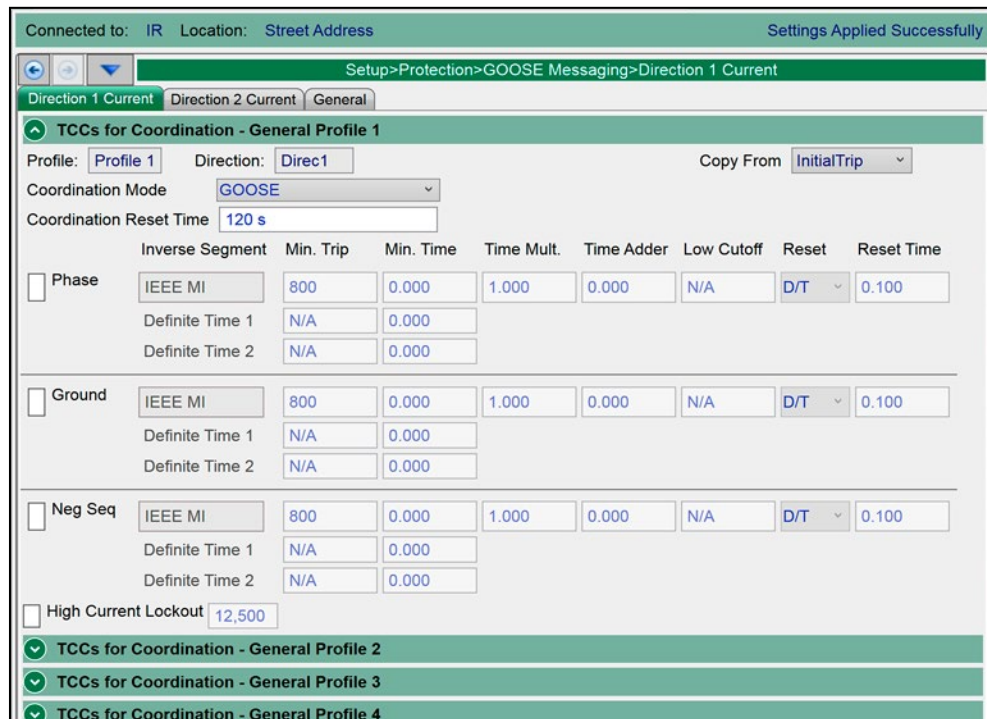 Connected to: IR Location: Street Address Settings Applied Successfully
Setup>Protection>GOOSE Messaging>Direction 1 Current
Direction 1 Current Direction 2 Current General
TCCs for Coordination - General Profile 1
Profile: Profile 1 Direction: Direc1 Copy From InitialTrip
Coordination Mode GOOSE
Coordination Reset Time 120 s
Inverse Segment Min. Trip Min. Time Time Mult. Time Adder Low Cutoff Reset Reset Time
Phase IEEE MI 800 0.000 1.000 0.000 N/A D/T 0.100
Definite Time 1 N/A 0.000
Definite Time 2 N/A 0.000
Ground IEEE MI 800 0.000 1.000 0.000 N/A D/T 0.100
Definite Time 1 N/A 0.000
Definite Time 2 N/A 0.000
Neg Seq IEEE MI 800 0.000 1.000 0.000 N/A D/T 0.100
Definite Time 1 N/A 0.000
Definite Time 2 N/A 0.000
High Current Lockout 12,500
TCCs for Coordination - General Profile 2
TCCs for Coordination - General Profile 3
TCCs for Coordination - General Profile 4